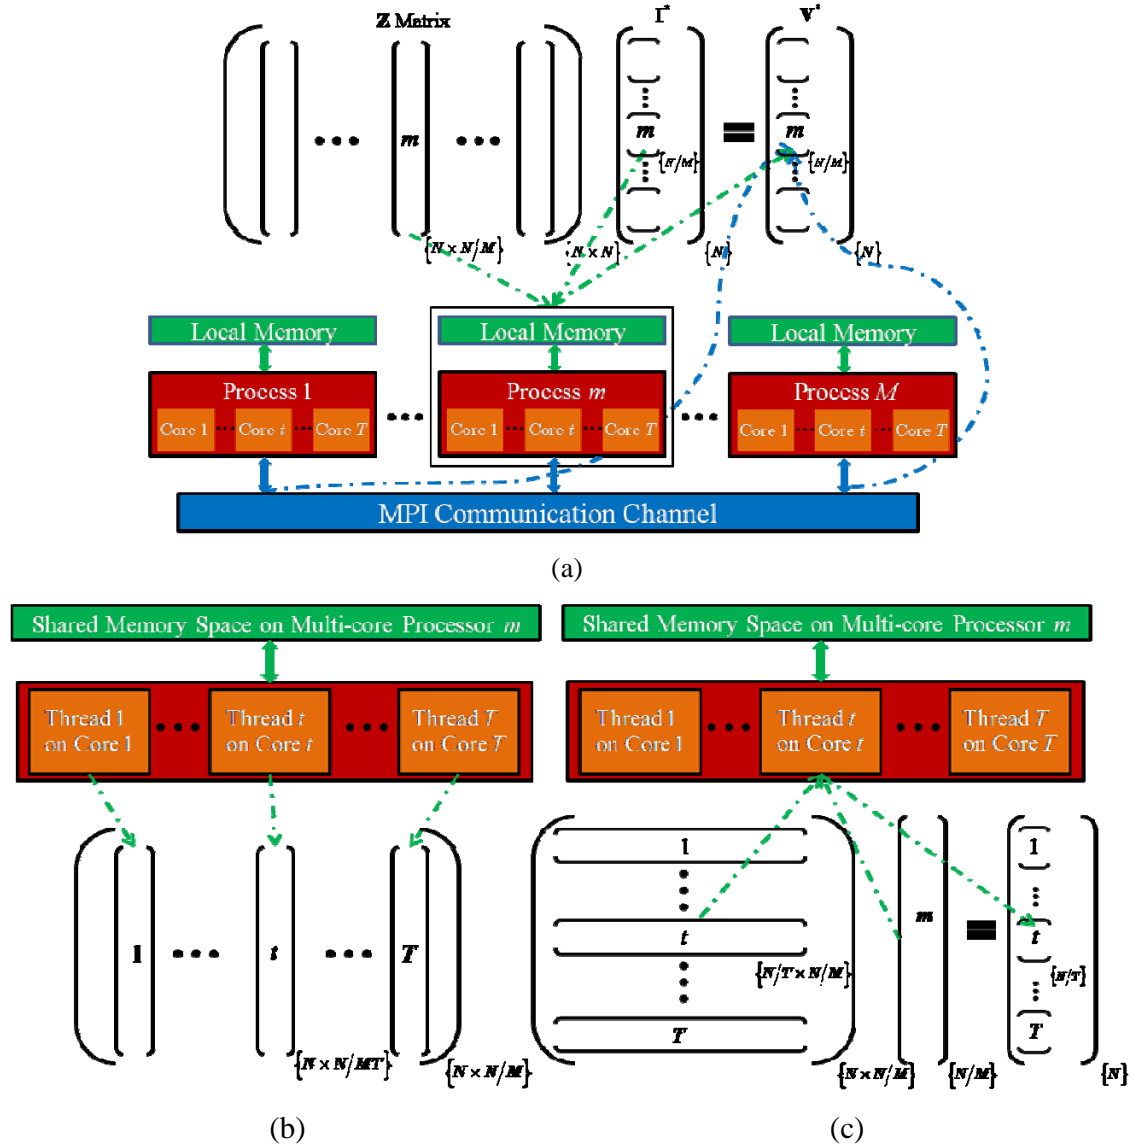 Z Matrix I* V*
m m = m
{N/M} {N/M}
{N × N/M} {N × N} {N} {N}
Local Memory Local Memory Local Memory
Process 1 Process m Process M
Core 1 Core t Core T Core 1 Core t Core T Core 1 Core t Core T
MPI Communication Channel
(a)
Shared Memory Space on Multi-core Processor m Shared Memory Space on Multi-core Processor m
Thread 1 Thread t Thread T Thread 1 Thread t Thread T
on Core 1 on Core t on Core T on Core 1 on Core t on Core T
1 t T
{N × N/MT} {N × N/M}
1 1
m =
t t
{N/T × N/M} {N/T}
T T
{N × N/M} {N/M} {N}
(b) (c)